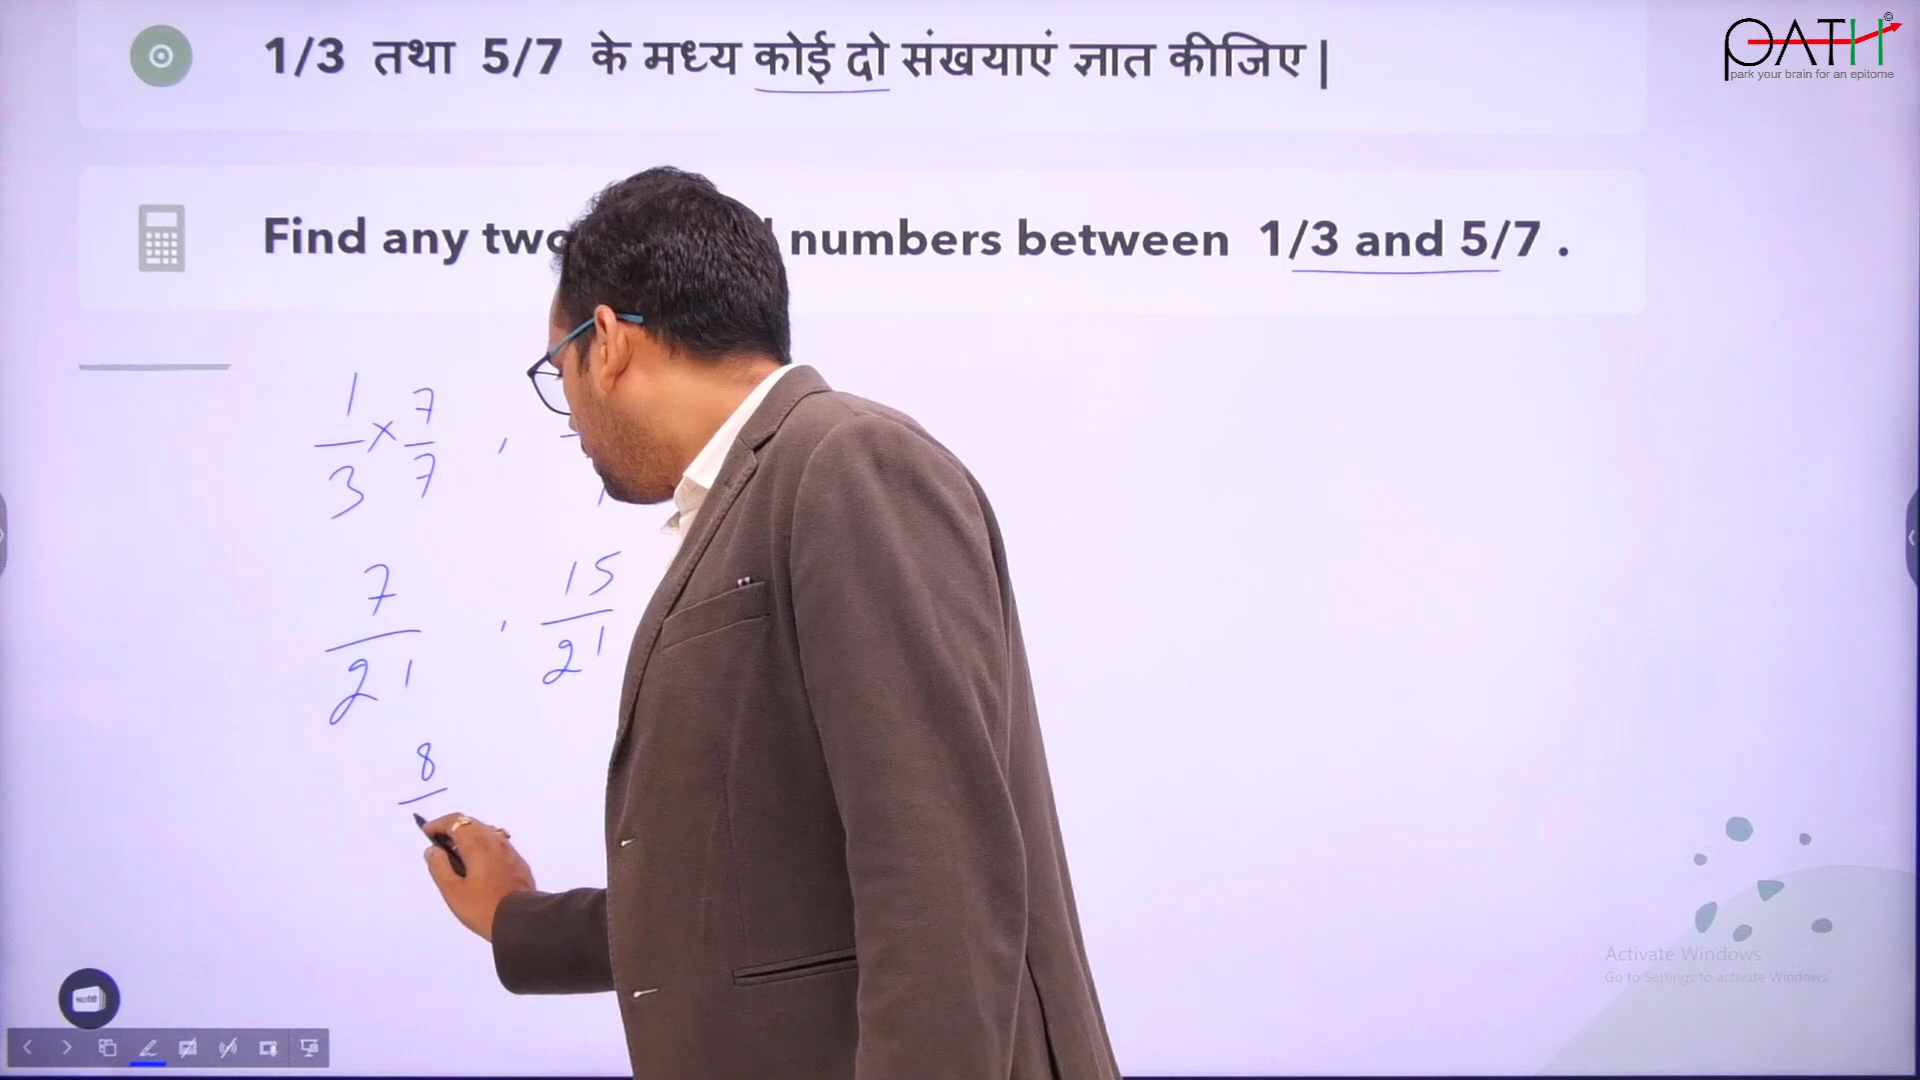 1/3 तथा 5/7 के मध्य कोई दो संखयाएं ज्ञात कीजिए |
PATH©
park your brain for an epitome
Find any two numbers between 1/3 and 5/7 .
1/3 × 7/7 ,
7/21 , 15/21
8
Activate Windows
Go to Settings to activate Windows
Note